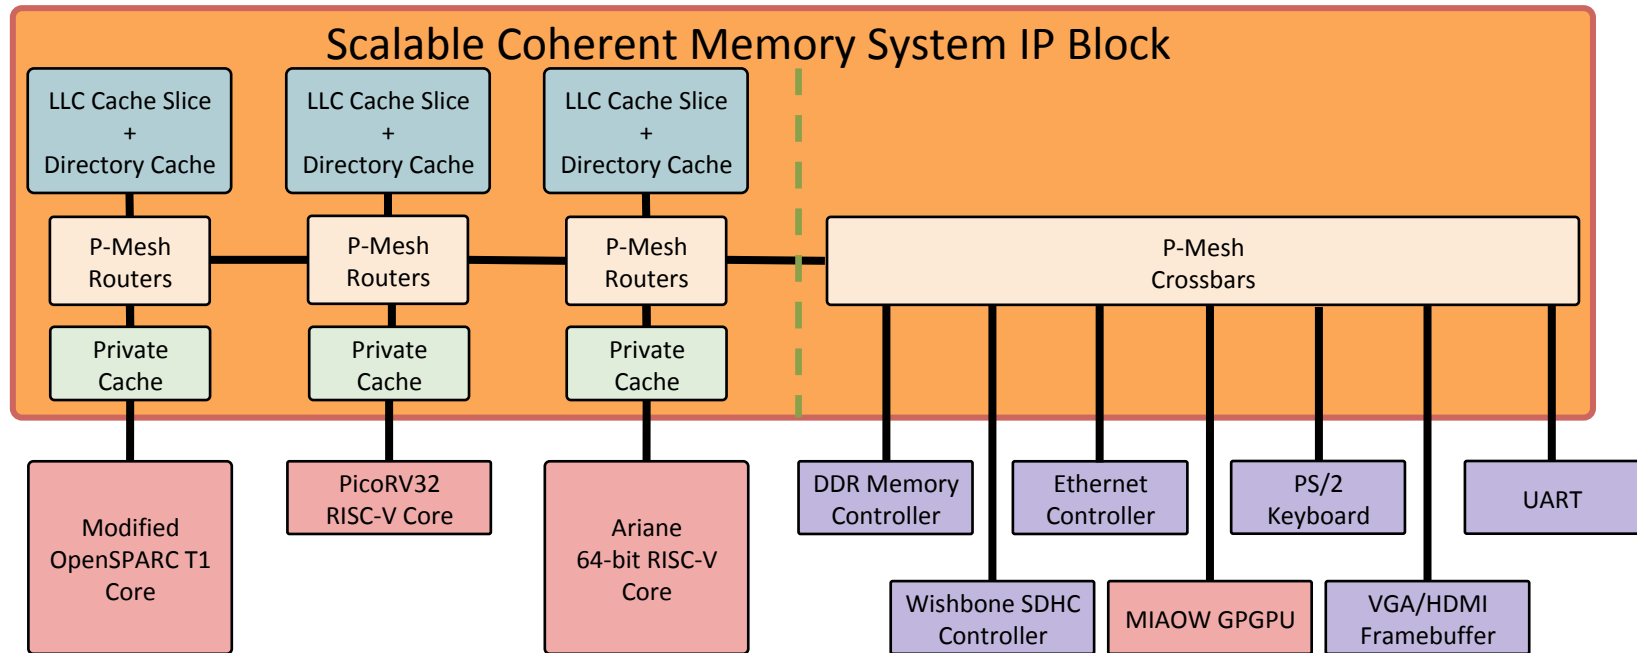 Scalable Coherent Memory System IP Block
LLC Cache Slice
+
Directory Cache
LLC Cache Slice
+
Directory Cache
LLC Cache Slice
+
Directory Cache
P-Mesh
Routers
P-Mesh
Routers
P-Mesh
Routers
P-Mesh
Crossbars
Private
Cache
Private
Cache
Private
Cache
Modified
OpenSPARC T1
Core
PicoRV32
RISC-V Core
Ariane
64-bit RISC-V
Core
DDR Memory
Controller
Ethernet
Controller
PS/2
Keyboard
UART
Wishbone SDHC
Controller
MIAOW GPGPU
VGA/HDMI
Framebuffer